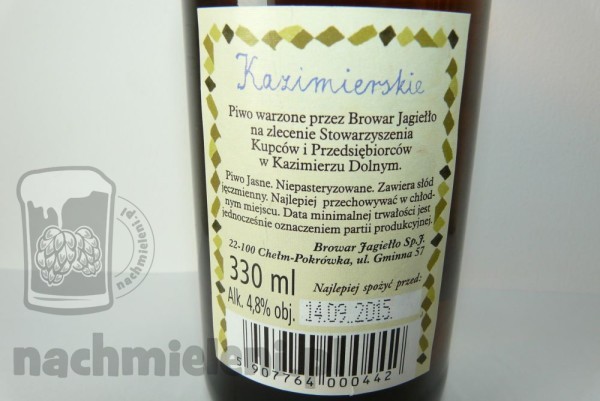 Kazimierskie
Piwo warzone przez Browar Jagiełło
na zlecenie Stowarzyszenia
Kupców i Przedsiębiorców
w Kazimierzu Dolnym.
Piwo Jasne. Niepasteryzowane. Zawiera słód
jęczmienny. Najlepiej przechowywać w chłod-
nym miejscu. Data minimalnej trwałości jest
jednocześnie oznaczeniem partii produkcyjnej.
Browar Jagiełło Sp.J.
22-100 Chełm-Pokrówka, ul. Gminna 57
330 ml
Najlepiej spożyć przed:
Alk. 4,8% obj.
14.09.2015.
5 907764 000442
nachmieleni.pl
nachmieleni.p